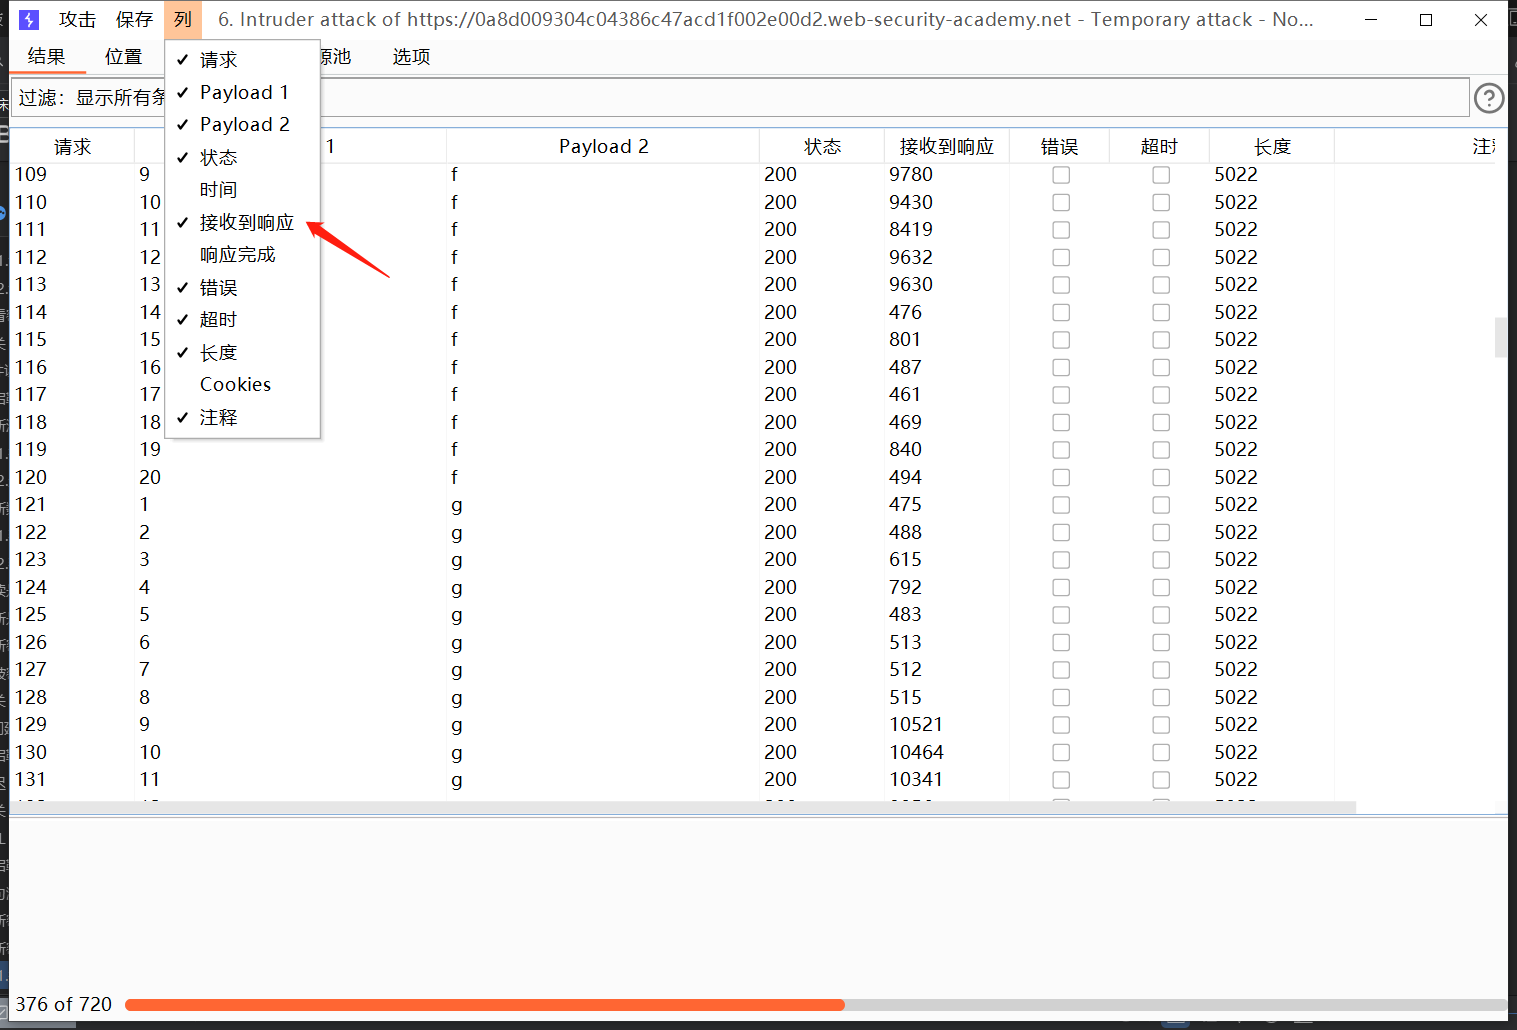 攻击 保存 列 6. Intruder attack of https://0a8d009304c04386c47acd1f002e00d2.web-security-academy.net - Temporary attack - No...
结果 位置 源池 选项
过滤: 显示所有条
请求
Payload 1
Payload 2
状态
时间
接收到响应
响应完成
错误
超时
长度
Cookies
注释
请求 1 Payload 2 状态 接收到响应 错误 超时 长度 注释
109 9 f 200 9780 5022
110 10 f 200 9430 5022
111 11 f 200 8419 5022
112 12 f 200 9632 5022
113 13 f 200 9630 5022
114 14 f 200 476 5022
115 15 f 200 801 5022
116 16 f 200 487 5022
117 17 f 200 461 5022
118 18 f 200 469 5022
119 19 f 200 840 5022
120 20 f 200 494 5022
121 1 g 200 475 5022
122 2 g 200 488 5022
123 3 g 200 615 5022
124 4 g 200 792 5022
125 5 g 200 483 5022
126 6 g 200 513 5022
127 7 g 200 512 5022
128 8 g 200 515 5022
129 9 g 200 10521 5022
130 10 g 200 10464 5022
131 11 g 200 10341 5022
376 of 720